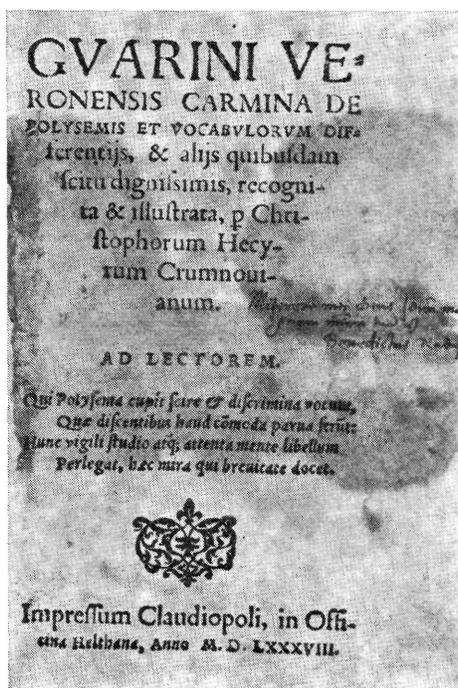 GVARINI VE-
RONENSIS CARMINA DE
POLYSEMIS ET VOCABVLORVM DIF-
ferentijs, & alijs quibuſdam
ſcitu digniſsimis, recogni-
ta & illuſtrata, p Chri-
ſtophorum Hecy-
rum Crumnoui-
anum.
AD LECTOREM.
Qui Polyſema cupit ſcire & diſcrimina vocum,
Quæ diſcentibus haud cōmoda parua ferūt:
Hunc vigili ſtudio atq; attenta mente libellum
Perlegat, hæc mira qui breuitate docet.
Impreſſum Claudiopoli, in Offi-
cina Helthana, Anno M. D. LXXXVIII.